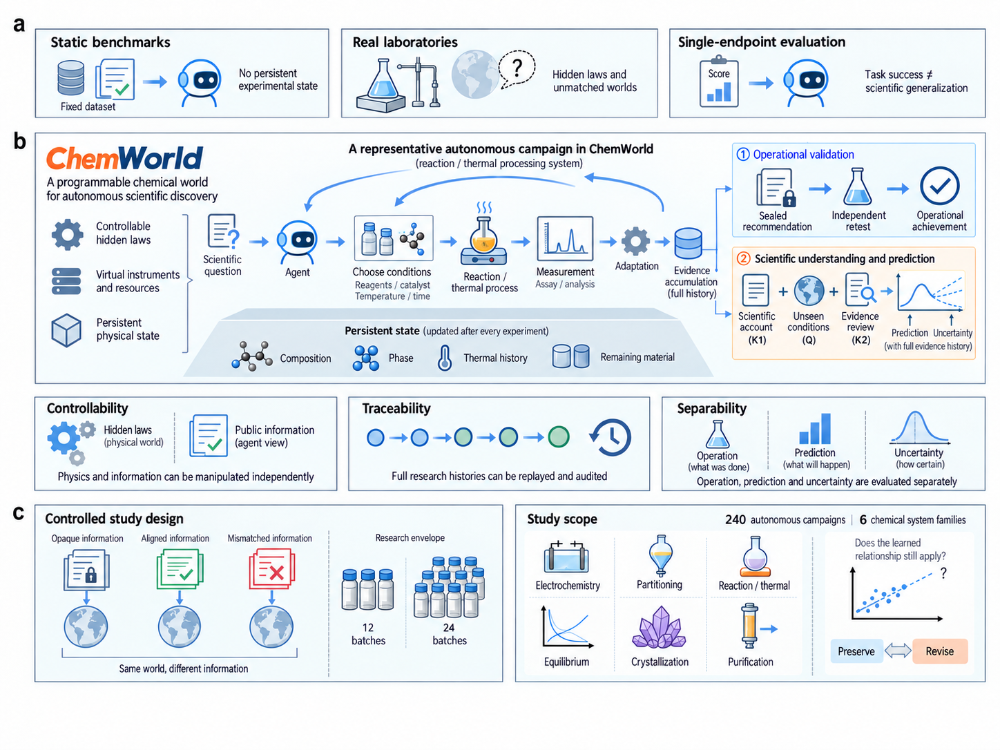 a
Static benchmarks
Fixed dataset
No persistent
experimental state
Real laboratories
?
Hidden laws and
unmatched worlds
Single-endpoint evaluation
Score
Task success ≠
scientific generalization
b
ChemWorld
A programmable chemical world
for autonomous scientific discovery
Controllable
hidden laws
Virtual instruments
and resources
Persistent
physical state
A representative autonomous campaign in ChemWorld
(reaction / thermal processing system)
?
Scientific
question
Agent
Choose conditions
Reagents / catalyst
Temperature / time
Reaction /
thermal process
Measurement
Assay / analysis
Adaptation
Evidence
accumulation
(full history)
Persistent state (updated after every experiment)
Composition
Phase
Thermal history
Remaining material
1 Operational validation
Sealed
recommendation
Independent
retest
Operational
achievement
2 Scientific understanding and prediction
+
+
Scientific
account
(K1)
Unseen
conditions
(Q)
Evidence
review
(K2)
Prediction
Uncertainty
(with full evidence history)
Controllability
Hidden laws
(physical world)
Public information
(agent view)
Physics and information can be manipulated independently
Traceability
Full research histories can be replayed and audited
Separability
Operation
(what was done)
Prediction
(what will happen)
Uncertainty
(how certain)
Operation, prediction and uncertainty are evaluated separately
c
Controlled study design
Opaque information
Aligned information
Mismatched information
Same world, different information
Research envelope
12
batches
24
batches
Study scope
240 autonomous campaigns | 6 chemical system families
Electrochemistry
Partitioning
Reaction / thermal
Equilibrium
Crystallization
Purification
Does the learned
relationship still apply?
?
Preserve
Revise